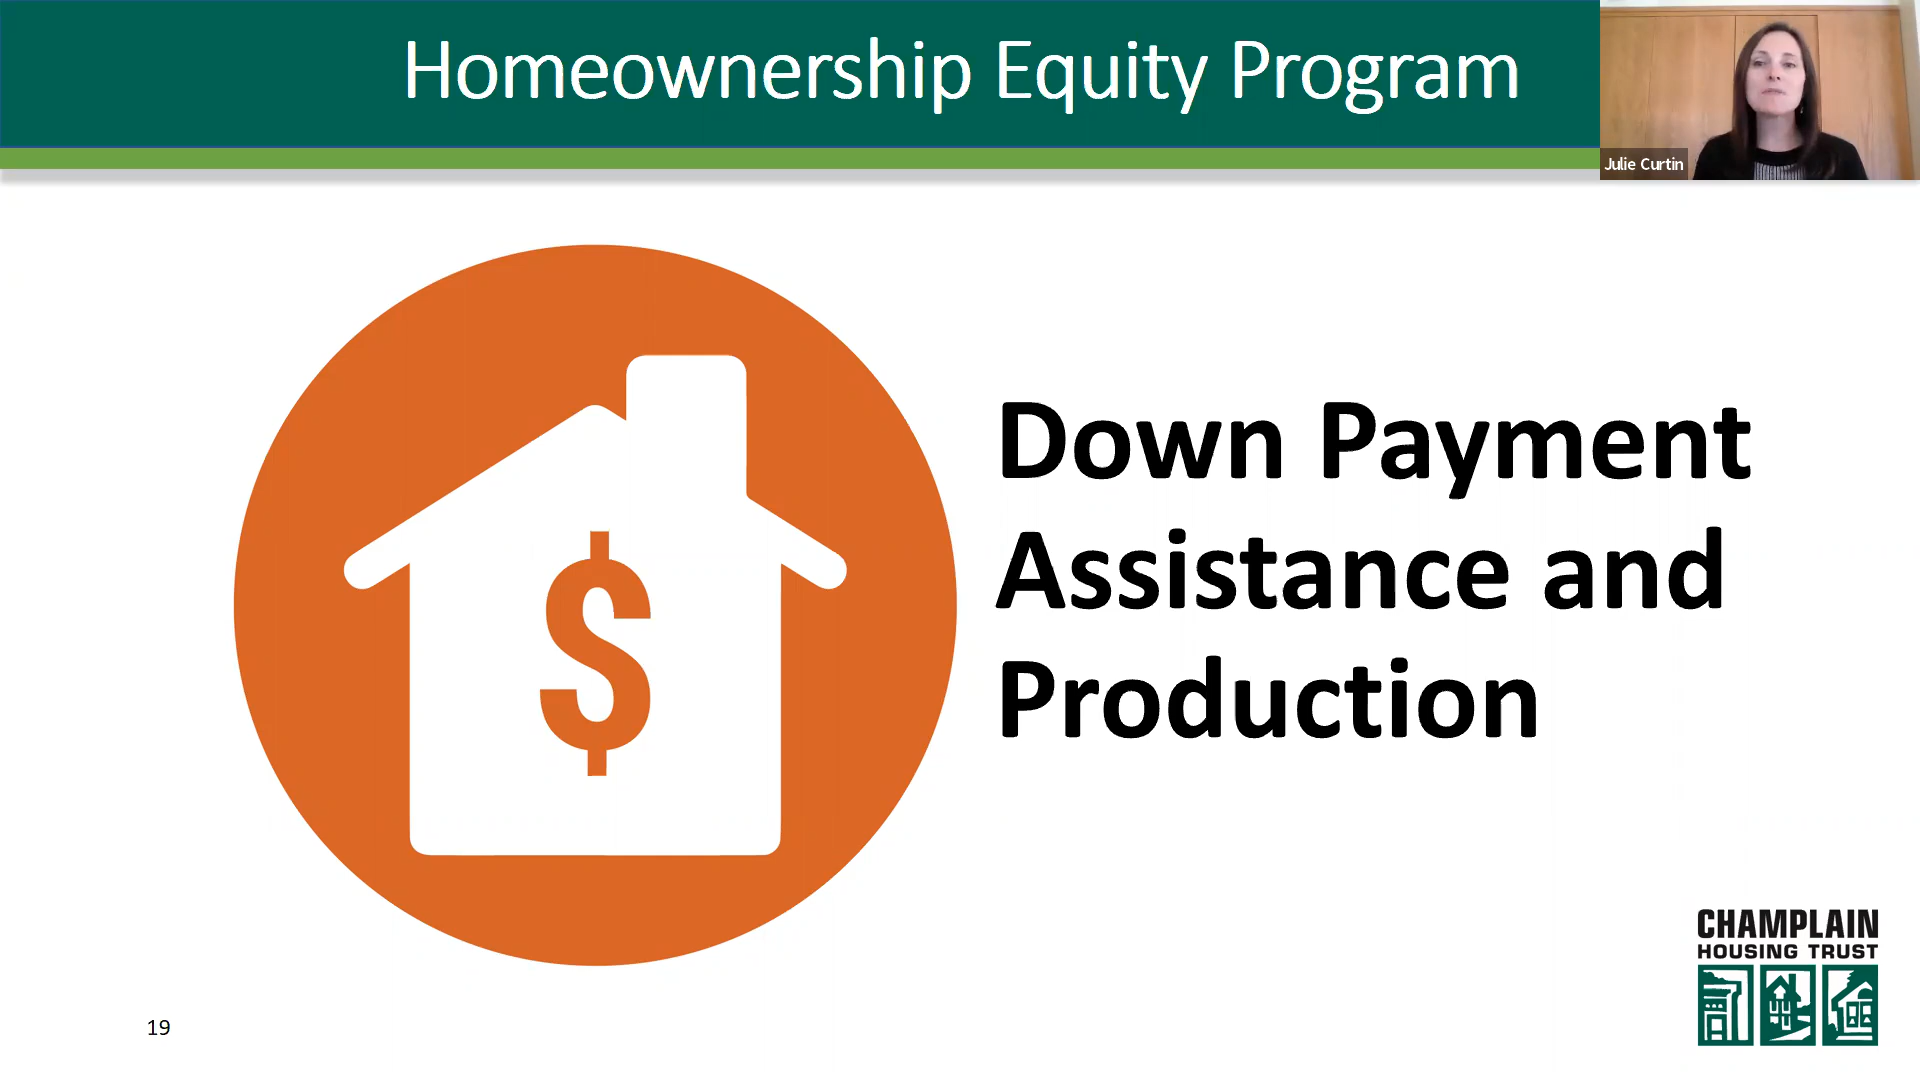 Homeownership Equity Program
Julie Curtin
$
Down Payment
Assistance and
Production
CHAMPLAIN
HOUSING TRUST
19